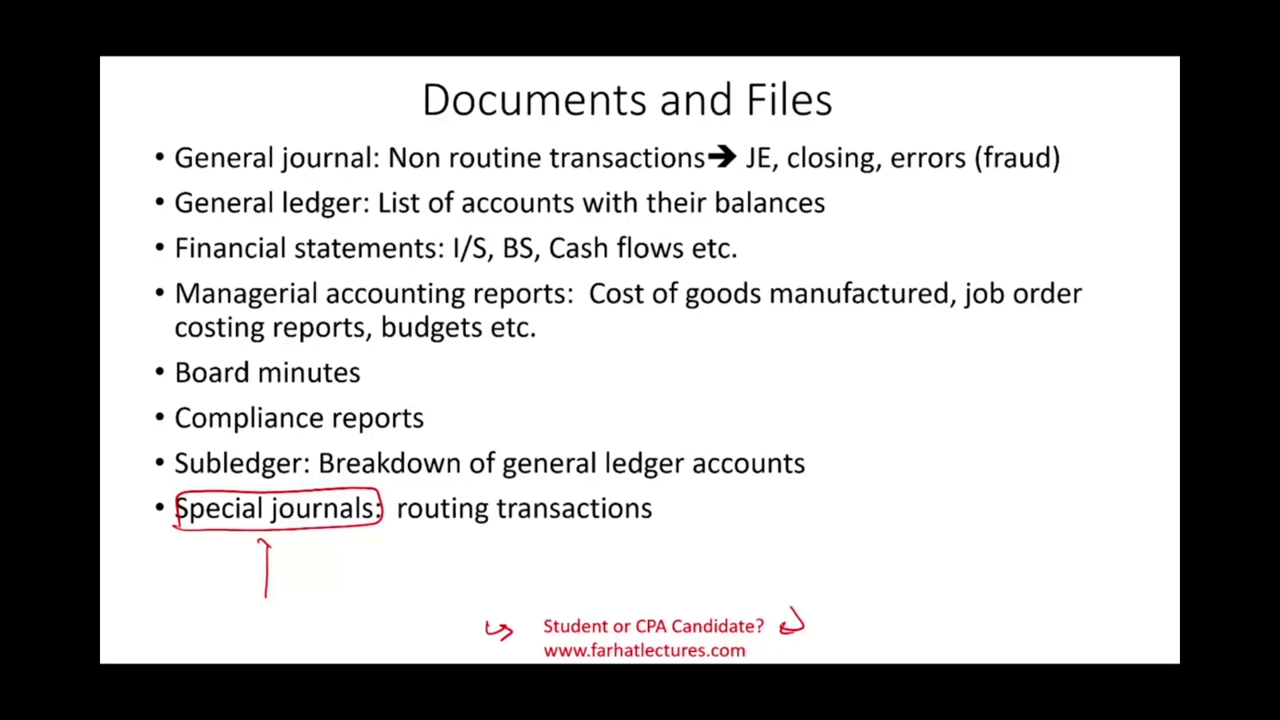 Documents and Files
• General journal: Non routine transactions➔ JE, closing, errors (fraud)
• General ledger: List of accounts with their balances
• Financial statements: I/S, BS, Cash flows etc.
• Managerial accounting reports:  Cost of goods manufactured, job order
costing reports, budgets etc.
• Board minutes
• Compliance reports
• Subledger: Breakdown of general ledger accounts
• Special journals:  routing transactions
Student or CPA Candidate?
www.farhatlectures.com